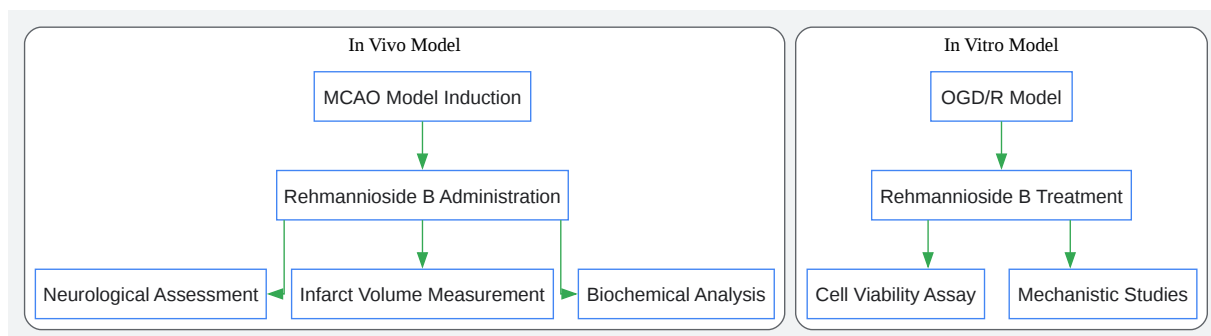 In Vivo Model
MCAO Model Induction
Rehmannioside B Administration
Neurological Assessment
Infarct Volume Measurement
Biochemical Analysis
In Vitro Model
OGD/R Model
Rehmannioside B Treatment
Cell Viability Assay
Mechanistic Studies